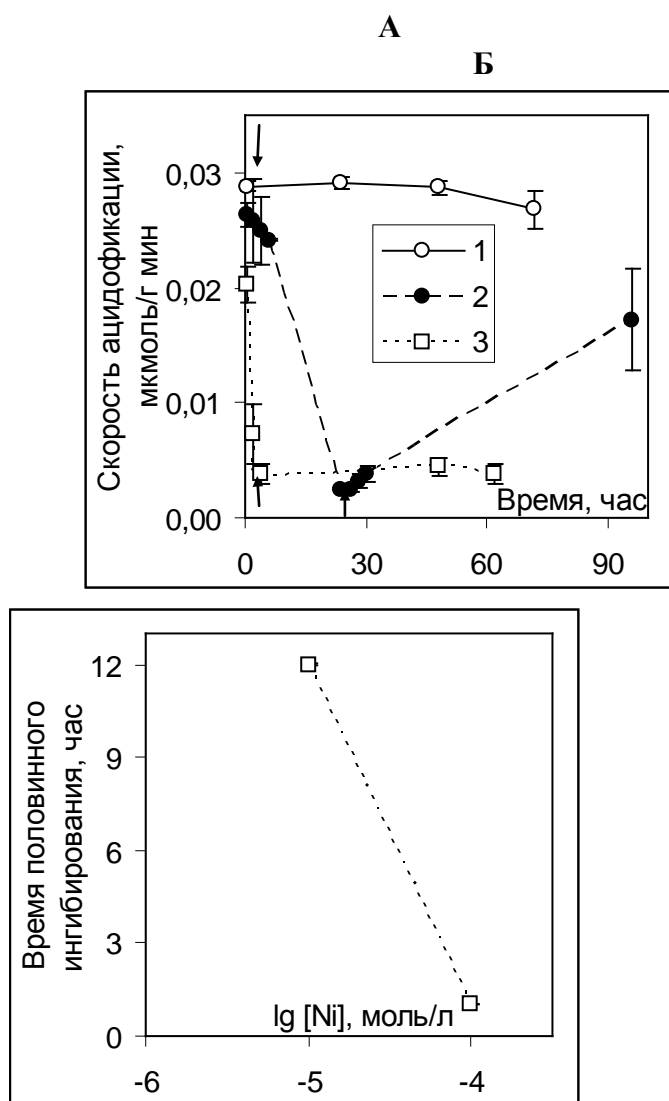 А
Б
Скорость ацидофикации,
мкмоль/г мин
0,03
0,02
0,01
0,00
1
2
3
Время, час
0 30 60 90
Время половинного
ингибирования, час
12
9
6
3
0
lg [Ni], моль/л
-6 -5 -4